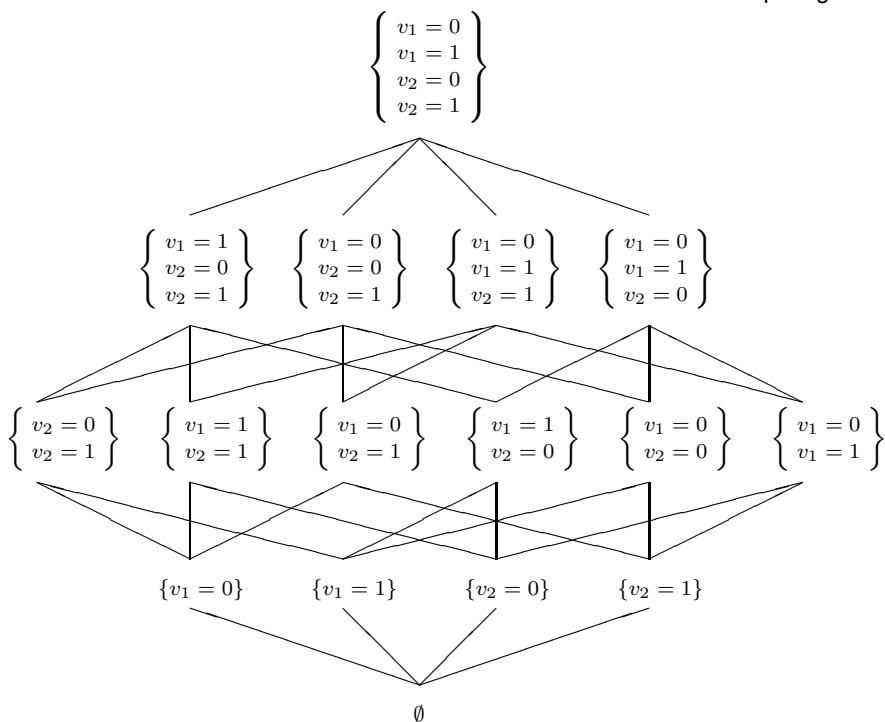 v₁ = 0
v₁ = 1
v₂ = 0
v₂ = 1
{ v₁ = 1 } { v₁ = 0 } { v₁ = 0 } { v₁ = 0 }
{ v₂ = 0 } { v₂ = 0 } { v₁ = 1 } { v₁ = 1 }
{ v₂ = 1 } { v₂ = 1 } { v₂ = 1 } { v₂ = 0 }
{ v₂ = 0 } { v₁ = 1 } { v₁ = 0 } { v₁ = 1 } { v₁ = 0 } { v₁ = 0 }
{ v₂ = 1 } { v₂ = 1 } { v₂ = 1 } { v₂ = 0 } { v₂ = 0 } { v₁ = 1 }
{v₁ = 0} {v₁ = 1} {v₂ = 0} {v₂ = 1}
∅